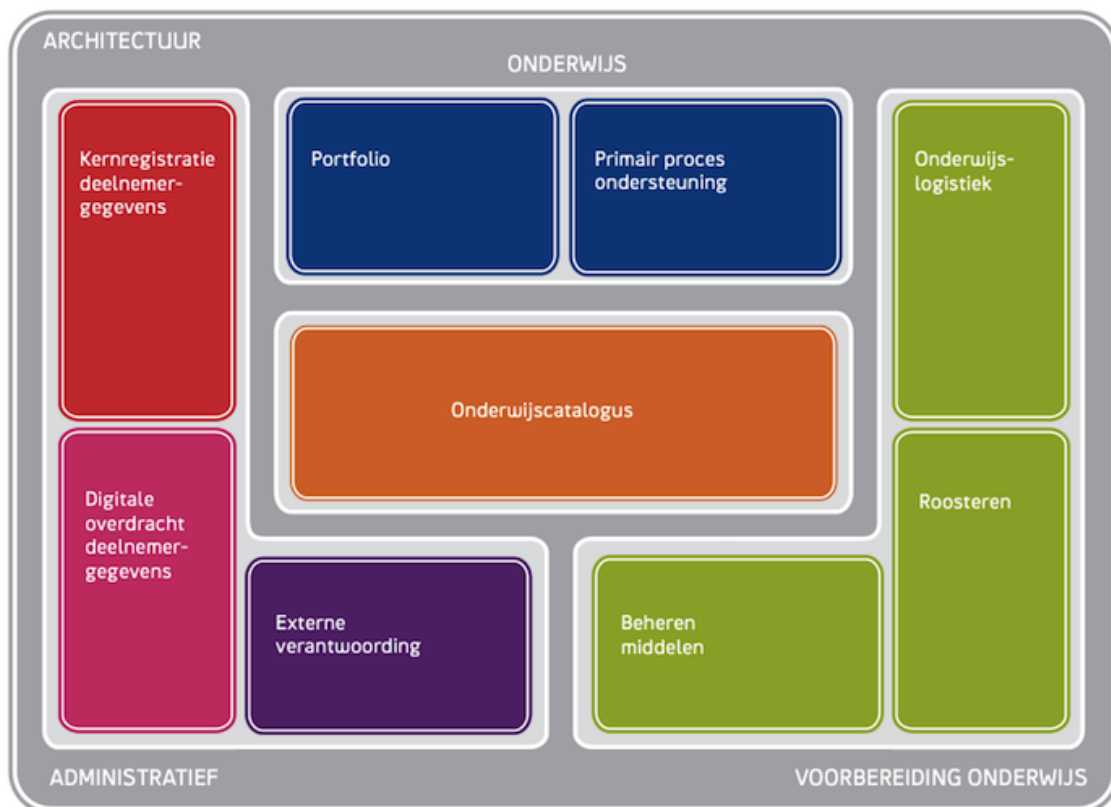 ARCHITECTUUR
ONDERWIJS
Kernregistratie
deelnemer-
gegevens
Portfolio
Primair proces
ondersteuning
Onderwijs-
logistiek
Onderwijscatalogus
Digitale
overdracht
deelnemer-
gegevens
Roosteren
Externe
verantwoording
Beheren
middelen
ADMINISTRATIEF
VOORBEREIDING ONDERWIJS